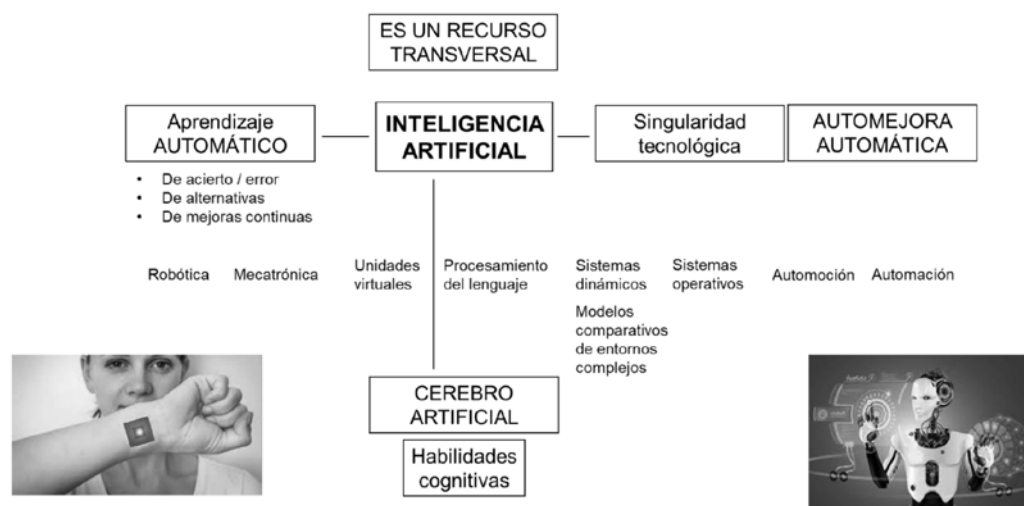 ES UN RECURSO
TRANSVERSAL
Aprendizaje
AUTOMÁTICO
INTELIGENCIA
ARTIFICIAL
Singularidad
tecnológica
AUTOMEJORA
AUTOMÁTICA
• De acierto / error
• De alternativas
• De mejoras continuas
Robótica
Mecatrónica
Unidades
virtuales
Procesamiento
del lenguaje
Sistemas
dinámicos
Modelos
comparativos
de entornos
complejos
Sistemas
operativos
Automoción
Automación
CEREBRO
ARTIFICIAL
Habilidades
cognitivas